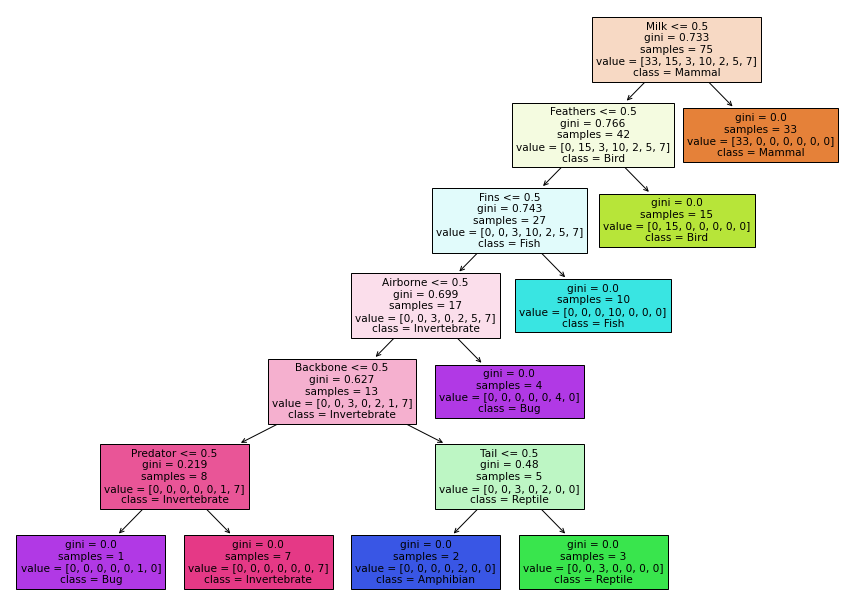 Milk <= 0.5
gini = 0.733
samples = 75
value = [33, 15, 3, 10, 2, 5, 7]
class = Mammal
Feathers <= 0.5
gini = 0.766
samples = 42
value = [0, 15, 3, 10, 2, 5, 7]
class = Bird
gini = 0.0
samples = 33
value = [33, 0, 0, 0, 0, 0, 0]
class = Mammal
Fins <= 0.5
gini = 0.743
samples = 27
value = [0, 0, 3, 10, 2, 5, 7]
class = Fish
gini = 0.0
samples = 15
value = [0, 15, 0, 0, 0, 0, 0]
class = Bird
Airborne <= 0.5
gini = 0.699
samples = 17
value = [0, 0, 3, 0, 2, 5, 7]
class = Invertebrate
gini = 0.0
samples = 10
value = [0, 0, 0, 10, 0, 0, 0]
class = Fish
Backbone <= 0.5
gini = 0.627
samples = 13
value = [0, 0, 3, 0, 2, 1, 7]
class = Invertebrate
gini = 0.0
samples = 4
value = [0, 0, 0, 0, 0, 4, 0]
class = Bug
Predator <= 0.5
gini = 0.219
samples = 8
value = [0, 0, 0, 0, 0, 1, 7]
class = Invertebrate
Tail <= 0.5
gini = 0.48
samples = 5
value = [0, 0, 3, 0, 2, 0, 0]
class = Reptile
gini = 0.0
samples = 1
value = [0, 0, 0, 0, 0, 1, 0]
class = Bug
gini = 0.0
samples = 7
value = [0, 0, 0, 0, 0, 0, 7]
class = Invertebrate
gini = 0.0
samples = 2
value = [0, 0, 0, 0, 2, 0, 0]
class = Amphibian
gini = 0.0
samples = 3
value = [0, 0, 3, 0, 0, 0, 0]
class = Reptile